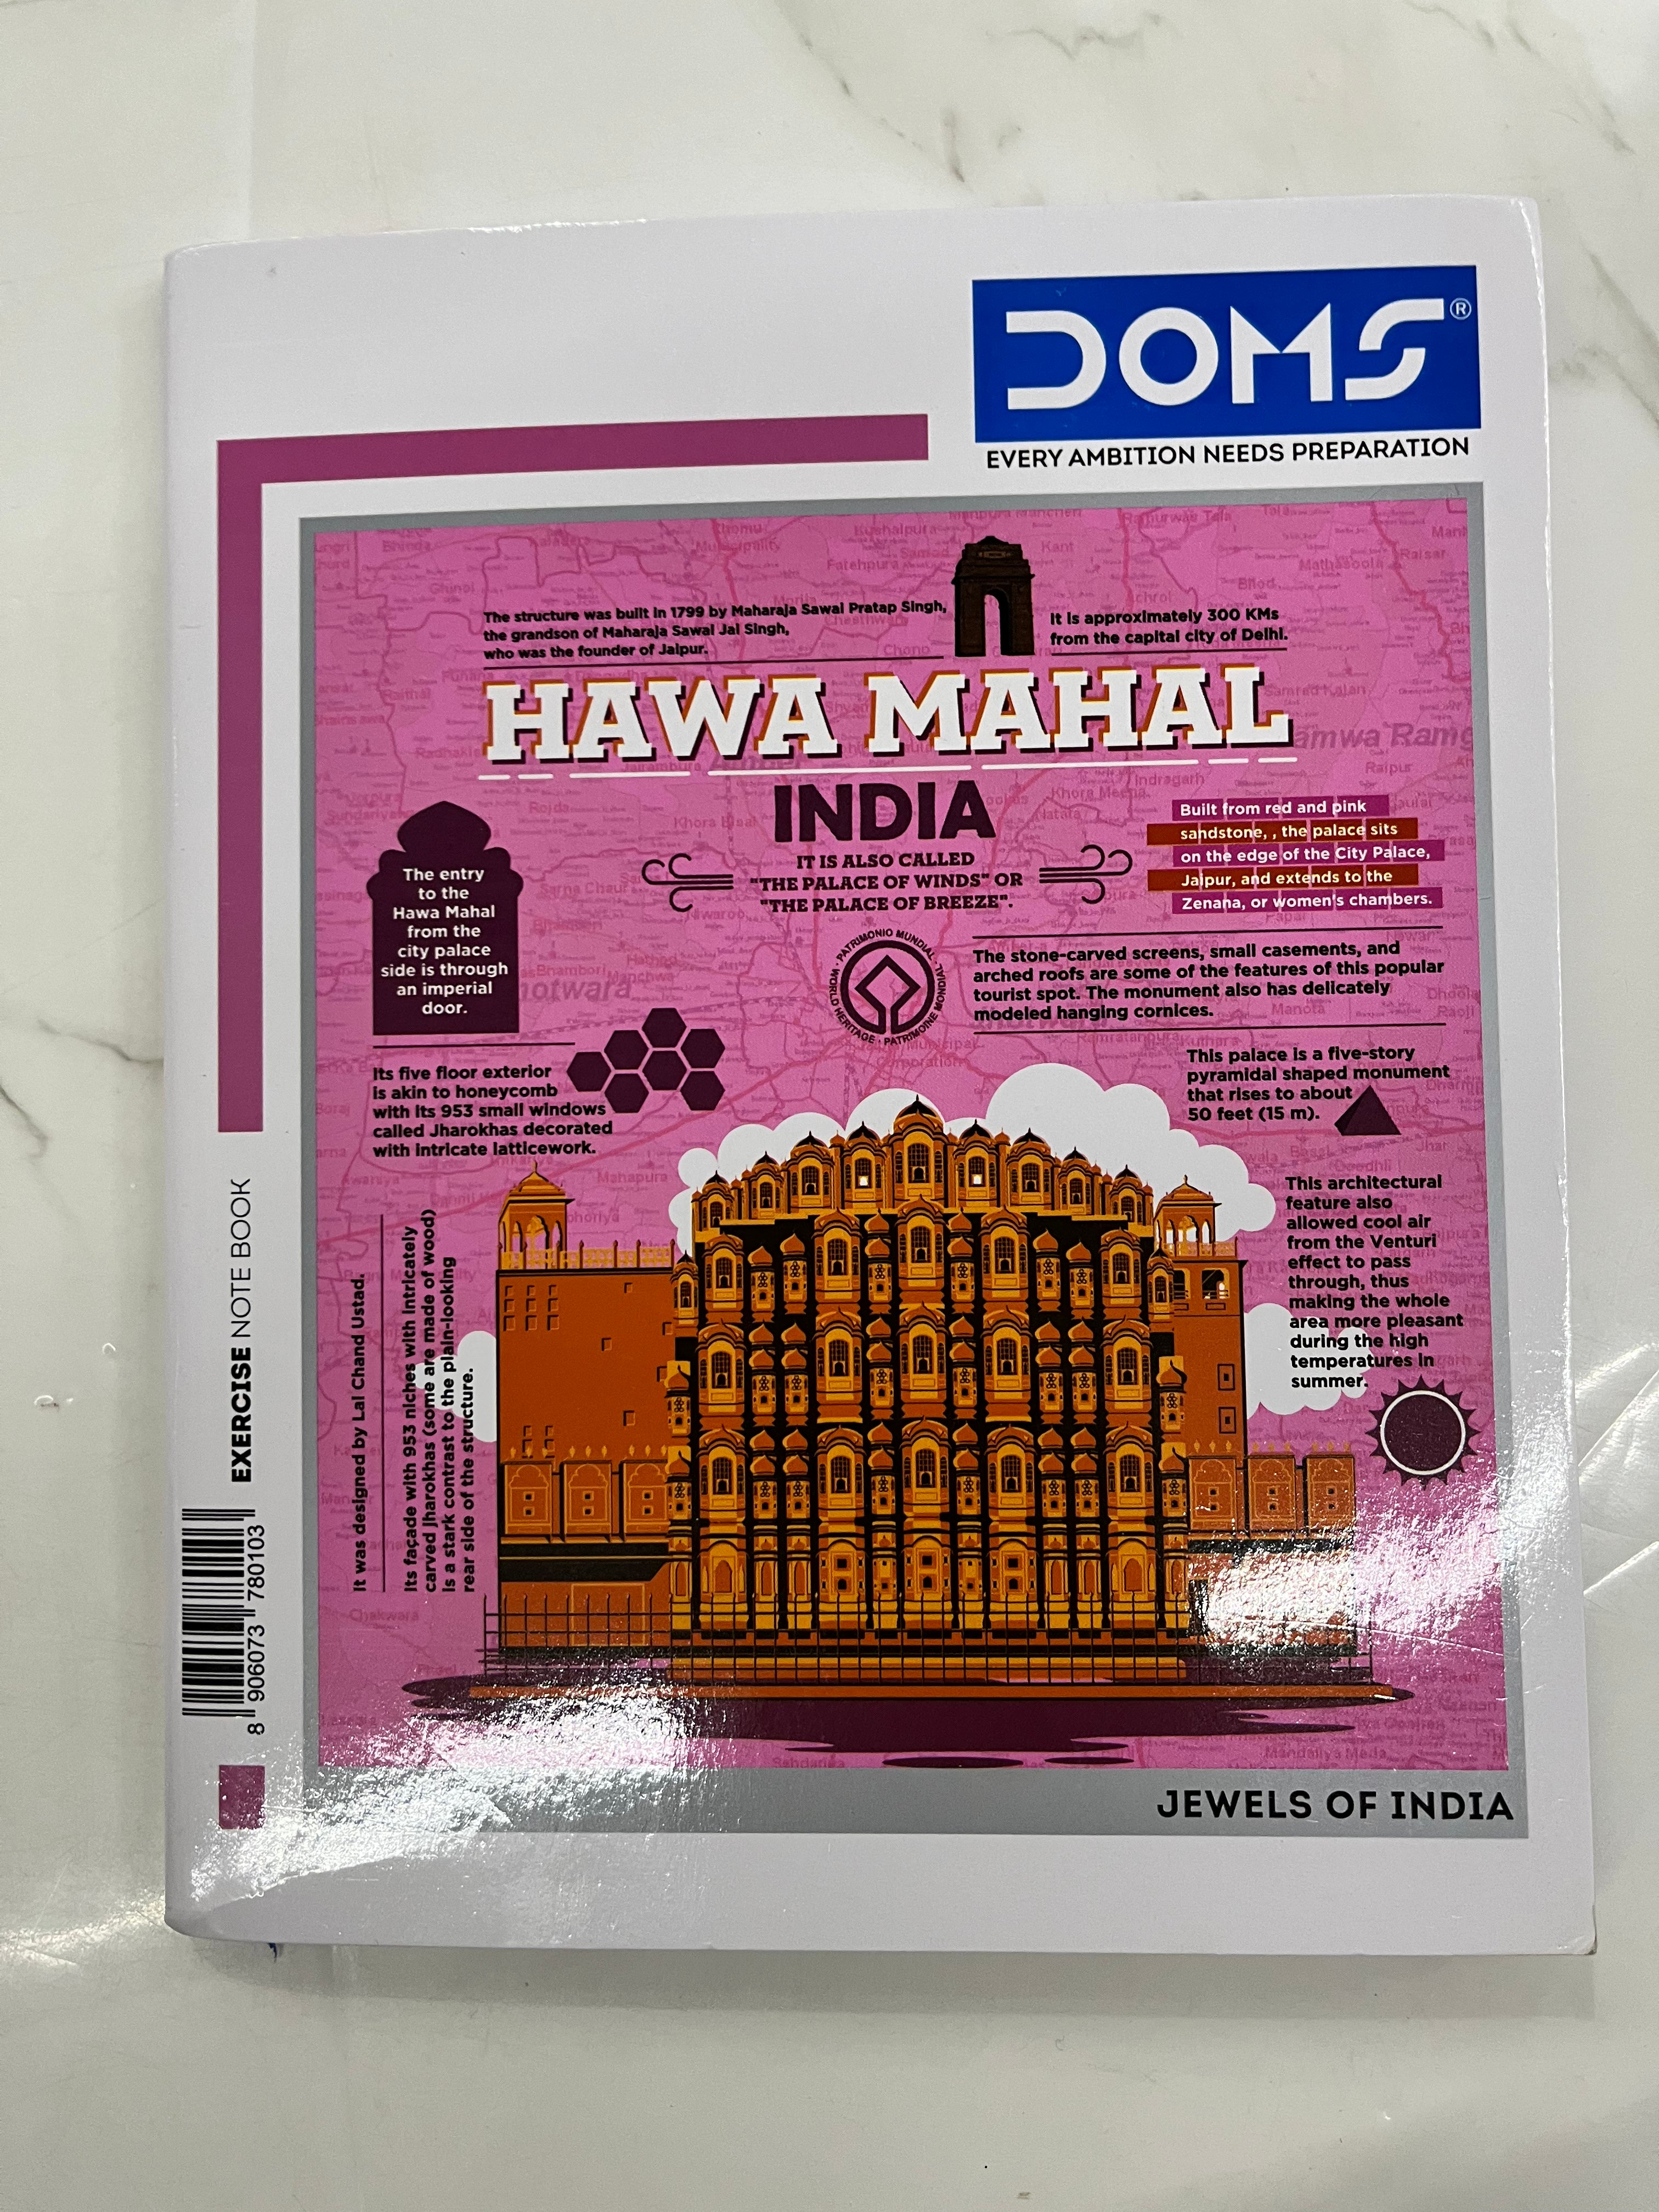 DOMS®
EVERY AMBITION NEEDS PREPARATION
The structure was built in 1799 by Maharaja Sawai Pratap Singh,
the grandson of Maharaja Sawai Jai Singh,
who was the founder of Jaipur.
It is approximately 300 KMs
from the capital city of Delhi.
HAWA MAHAL
INDIA
IT IS ALSO CALLED
"THE PALACE OF WINDS" OR
"THE PALACE OF BREEZE".
Built from red and pink
sandstone, , the palace sits
on the edge of the City Palace,
Jaipur, and extends to the
Zenana, or women's chambers.
The entry
to the
Hawa Mahal
from the
city palace
side is through
an imperial
door.
WORLD HERITAGE · PATRIMOINE MONDIAL · PATRIMONIO MUNDIAL ·
The stone-carved screens, small casements, and
arched roofs are some of the features of this popular
tourist spot. The monument also has delicately
modeled hanging cornices.
Its five floor exterior
is akin to honeycomb
with its 953 small windows
called Jharokhas decorated
with intricate latticework.
This palace is a five-story
pyramidal shaped monument
that rises to about
50 feet (15 m).
This architectural
feature also
allowed cool air
from the Venturi
effect to pass
through, thus
making the whole
area more pleasant
during the high
temperatures in
summer.
It was designed by Lal Chand Ustad.
Its façade with 953 niches with intricately
carved Jharokhas (some are made of wood)
is a stark contrast to the plain-looking
rear side of the structure.
EXERCISE NOTE BOOK
8 906073 780103
JEWELS OF INDIA